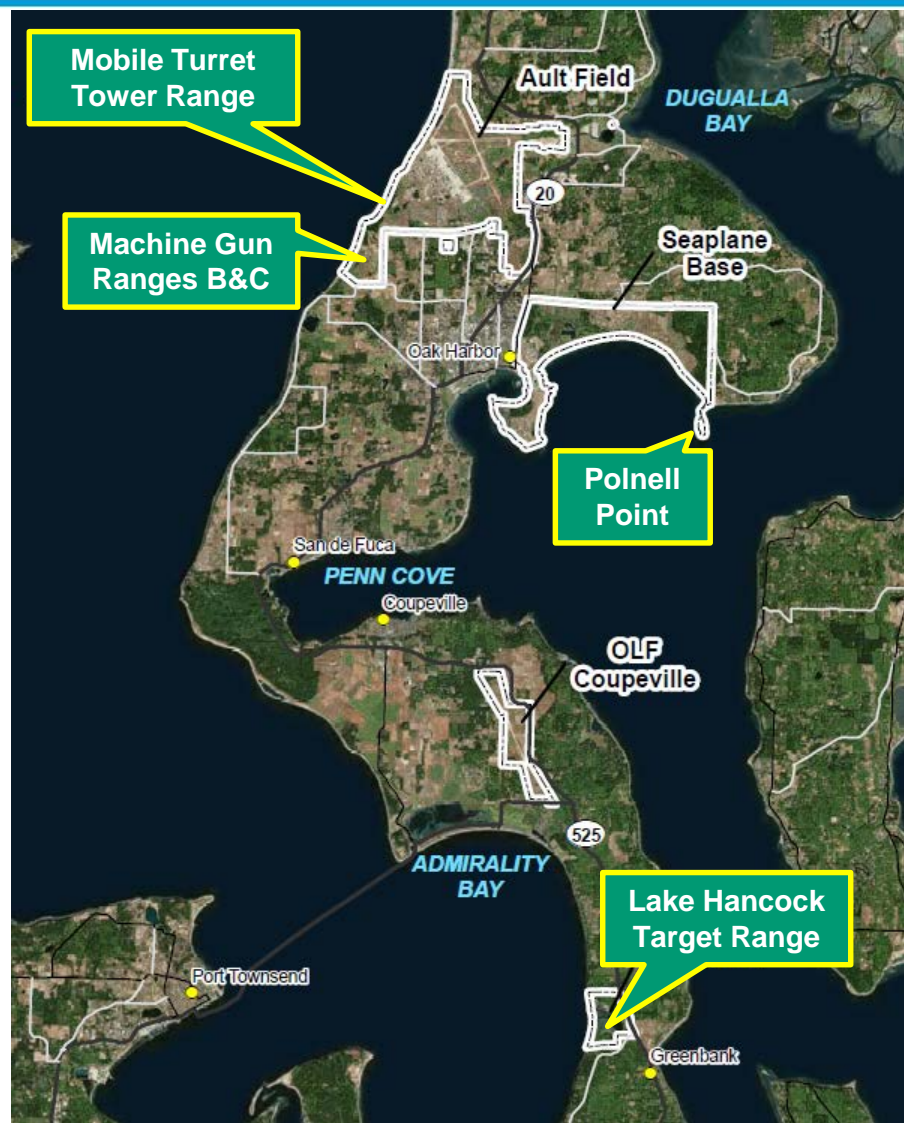 Mobile Turret
Tower Range
Ault Field
DUGUALLA
BAY
20
Machine Gun
Ranges B&C
Seaplane
Base
Oak Harbor
Polnell
Point
San de Fuca
PENN COVE
Coupeville
OLF
Coupeville
525
ADMIRALITY
BAY
Lake Hancock
Target Range
Port Townsend
Greenbank